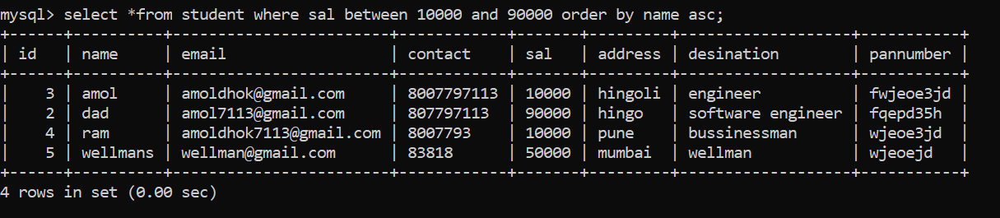 mysql> select *from student where sal between 10000 and 90000 order by name asc;
+------+----------+-----------------------+------------+-------+---------+-------------------+-----------+
| id   | name     | email                 | contact    | sal   | address | desination        | pannumber |
+------+----------+-----------------------+------------+-------+---------+-------------------+-----------+
|    3 | amol     | amoldhok@gmail.com    | 8007797113 | 10000 | hingoli | engineer          | fwjeoe3jd |
|    2 | dad      | amol7113@gmail.com    | 807797113  | 90000 | hingo   | software engineer | fqepd35h  |
|    4 | ram      | amoldhok7113@gmail.com | 8007793    | 10000 | pune    | bussinessman      | wjeoe3jd  |
|    5 | wellmans | wellman@gmail.com     | 83818      | 50000 | mumbai  | wellman           | wjeoejd   |
+------+----------+-----------------------+------------+-------+---------+-------------------+-----------+
4 rows in set (0.00 sec)